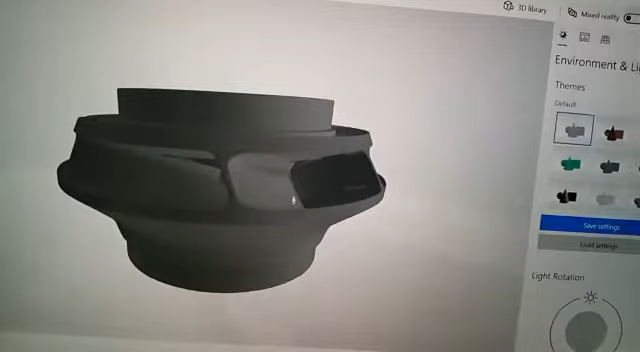 3D library
Mixed reality
Environment & Li
Themes
Default
Save settings
Load settings
Light Rotation